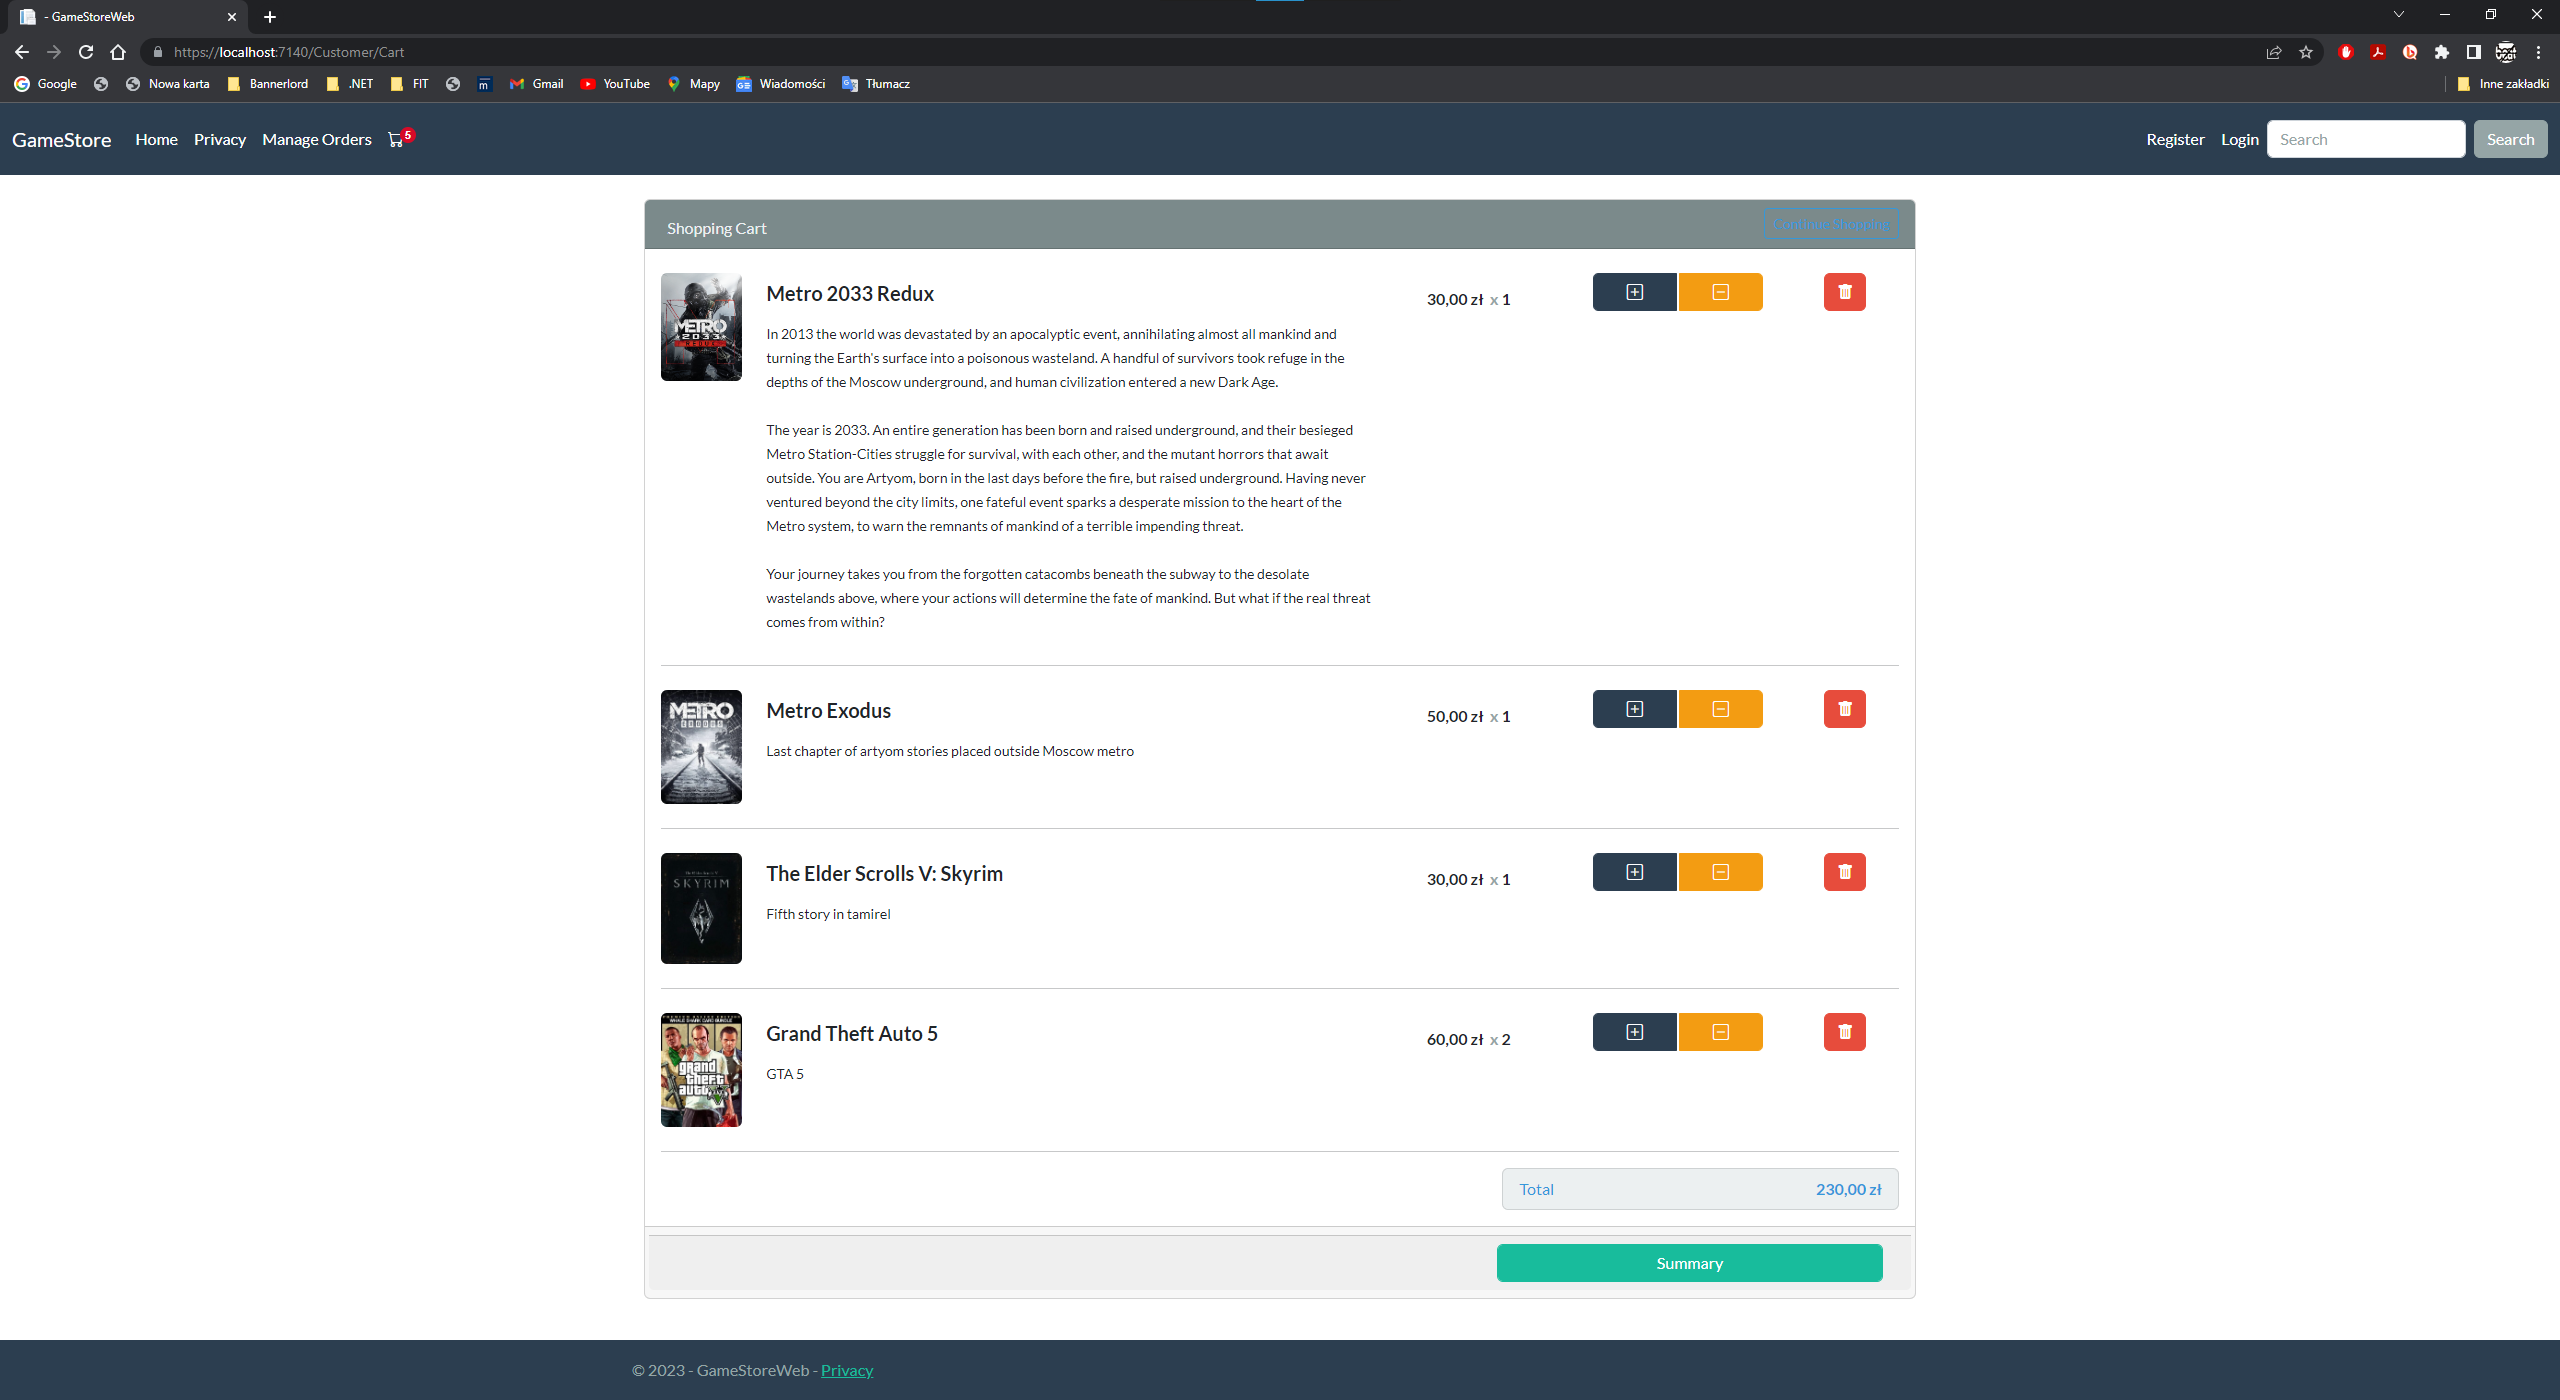 - GameStoreWeb
https://localhost:7140/Customer/Cart
Google Nowa karta Bannerlord .NET FIT m Gmail YouTube Mapy Wiadomości Tłumacz Inne zakładki
GameStore Home Privacy Manage Orders 5 Register Login Search Search
Shopping Cart Continue Shopping
METRO
2033
REDUX
Metro 2033 Redux
30,00 zł x 1
In 2013 the world was devastated by an apocalyptic event, annihilating almost all mankind and
turning the Earth's surface into a poisonous wasteland. A handful of survivors took refuge in the
depths of the Moscow underground, and human civilization entered a new Dark Age.
The year is 2033. An entire generation has been born and raised underground, and their besieged
Metro Station-Cities struggle for survival, with each other, and the mutant horrors that await
outside. You are Artyom, born in the last days before the fire, but raised underground. Having never
ventured beyond the city limits, one fateful event sparks a desperate mission to the heart of the
Metro system, to warn the remnants of mankind of a terrible impending threat.
Your journey takes you from the forgotten catacombs beneath the subway to the desolate
wastelands above, where your actions will determine the fate of mankind. But what if the real threat
comes from within?
METRO
EXODUS
Metro Exodus
50,00 zł x 1
Last chapter of artyom stories placed outside Moscow metro
SKYRIM
The Elder Scrolls V: Skyrim
30,00 zł x 1
Fifth story in tamirel
grand
theft
auto
Grand Theft Auto 5
60,00 zł x 2
GTA 5
Total 230,00 zł
Summary
© 2023 - GameStoreWeb - Privacy